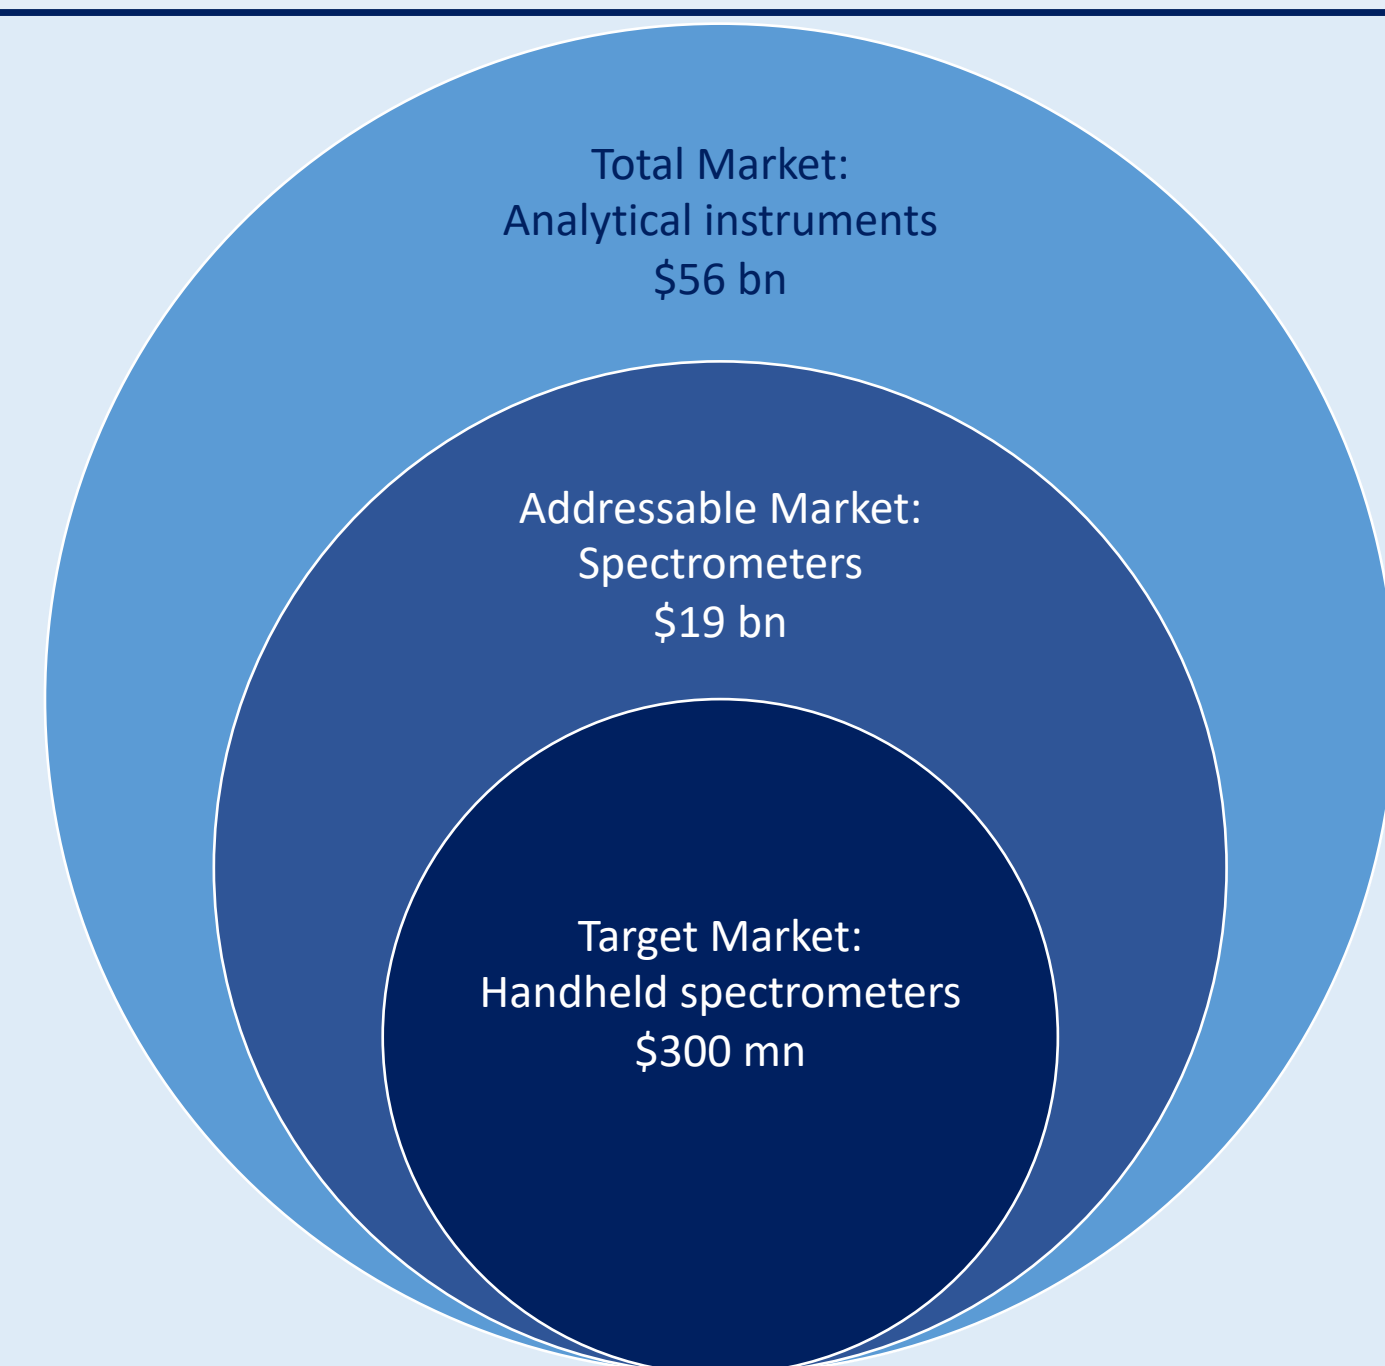 Total Market:
Analytical instruments
$56 bn
Addressable Market:
Spectrometers
$19 bn
Target Market:
Handheld spectrometers
$300 mn